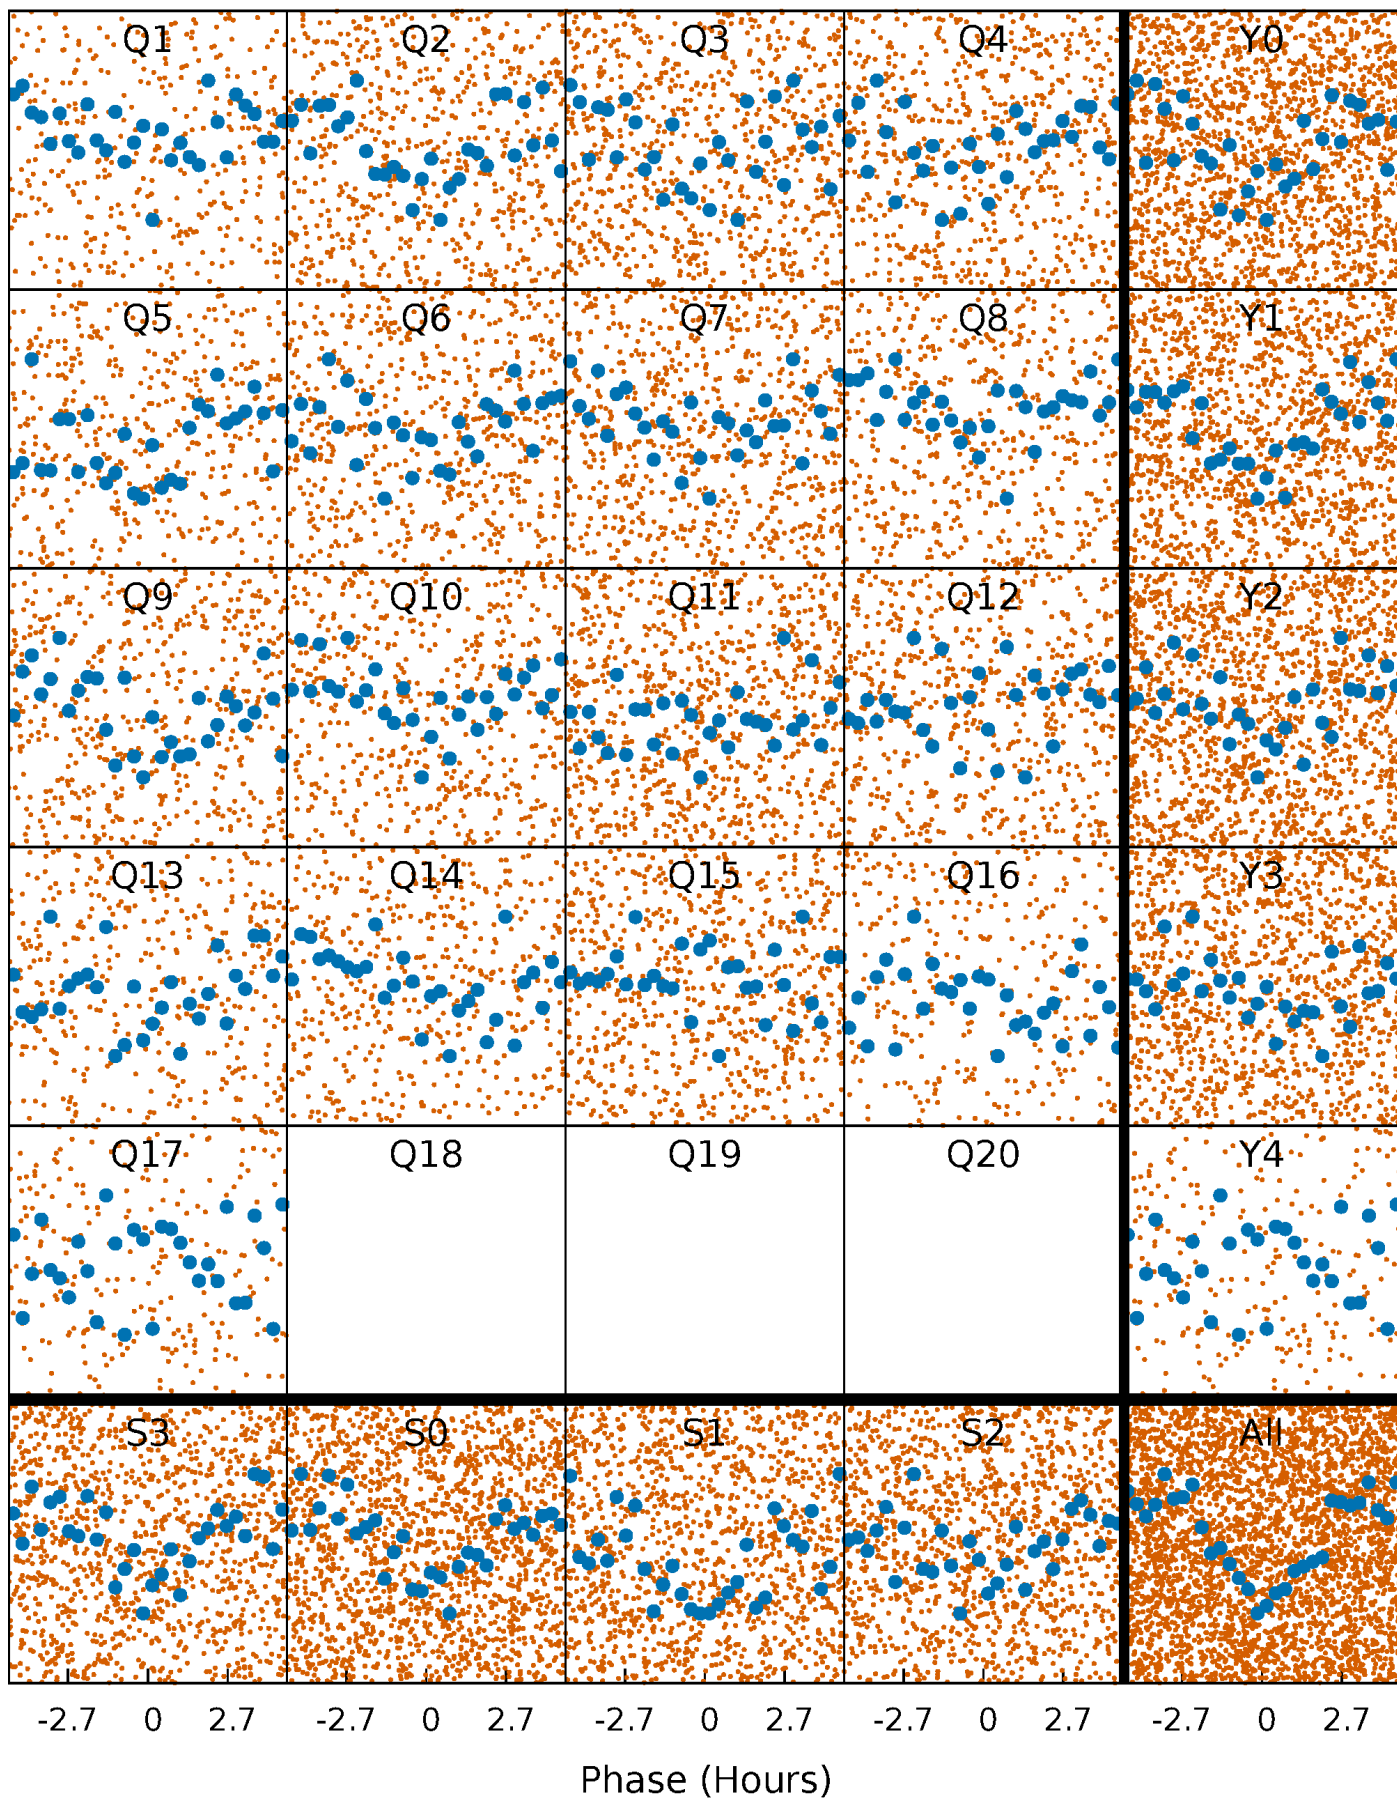 Q1 Q2 Q3 Q4 Y0
Q5 Q6 Q7 Q8 Y1
Q9 Q10 Q11 Q12 Y2
Q13 Q14 Q15 Q16 Y3
Q17 Q18 Q19 Q20 Y4
S3 S0 S1 S2 All
-2.7 0 2.7 -2.7 0 2.7 -2.7 0 2.7 -2.7 0 2.7 -2.7 0 2.7
Phase (Hours)